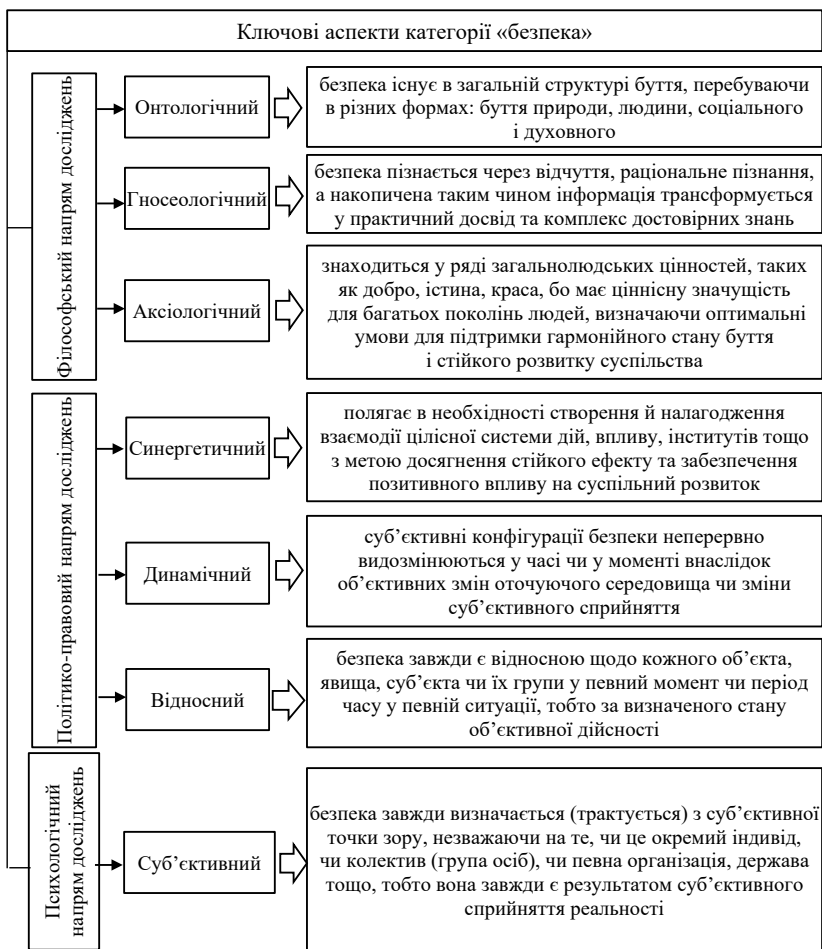 Ключові аспекти категорії «безпека»
Філософський напрям досліджень
Онтологічний
безпека існує в загальній структурі буття, перебуваючи
в різних формах: буття природи, людини, соціального
і духовного
Гносеологічний
безпека пізнається через відчуття, раціональне пізнання,
а накопичена таким чином інформація трансформується
у практичний досвід та комплекс достовірних знань
Аксіологічний
знаходиться у ряді загальнолюдських цінностей, таких
як добро, істина, краса, бо має ціннісну значущість
для багатьох поколінь людей, визначаючи оптимальні
умови для підтримки гармонійного стану буття
і стійкого розвитку суспільства
Політико-правовий напрям досліджень
Синергетичний
полягає в необхідності створення й налагодження
взаємодії цілісної системи дій, впливу, інститутів тощо
з метою досягнення стійкого ефекту та забезпечення
позитивного впливу на суспільний розвиток
Динамічний
суб’єктивні конфігурації безпеки неперервно
видозмінюються у часі чи у моменті внаслідок
об’єктивних змін оточуючого середовища чи зміни
суб’єктивного сприйняття
Відносний
безпека завжди є відносною щодо кожного об’єкта,
явища, суб’єкта чи їх групи у певний момент чи період
часу у певній ситуації, тобто за визначеного стану
об’єктивної дійсності
Психологічний
напрям досліджень
Суб’єктивний
безпека завжди визначається (трактується) з суб’єктивної
точки зору, незважаючи на те, чи це окремий індивід,
чи колектив (група осіб), чи певна організація, держава
тощо, тобто вона завжди є результатом суб’єктивного
сприйняття реальності